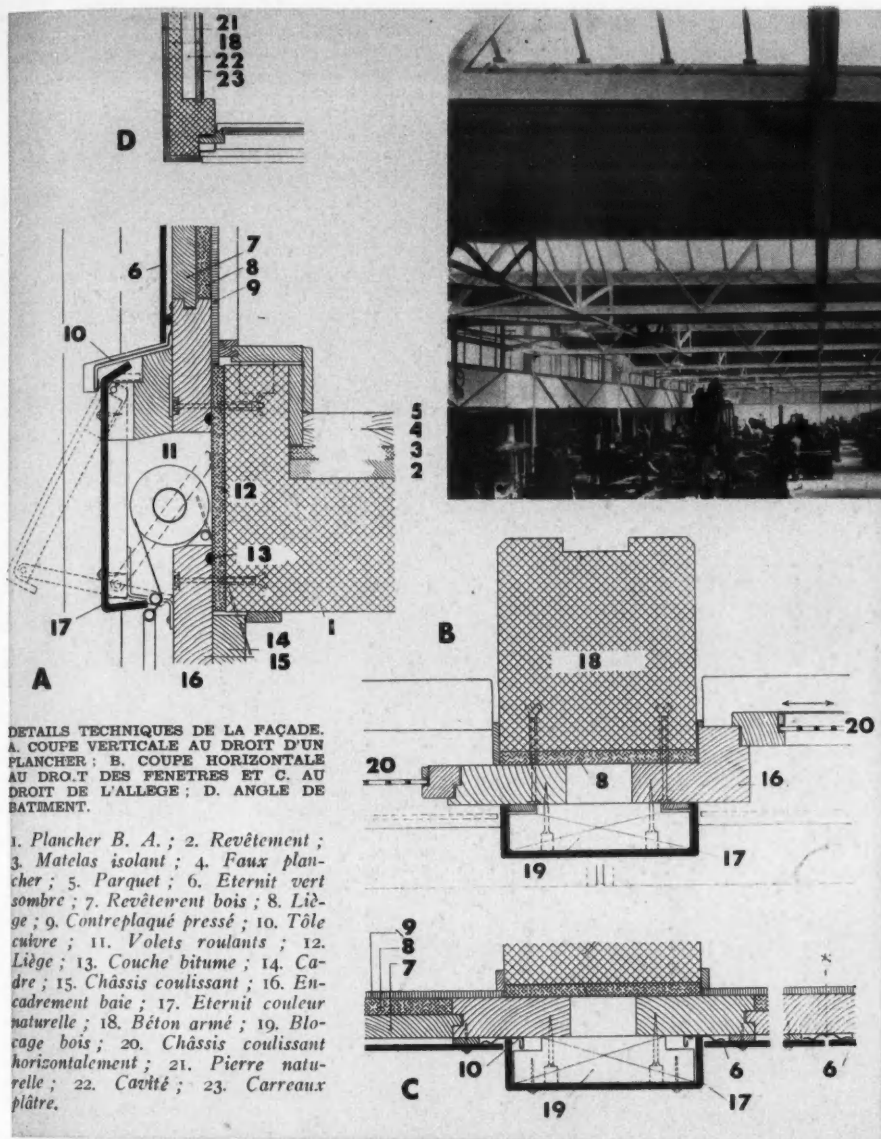 21
18
22
23
D
6
7
8
9
10
11
5
4
3
2
12
13
17
14
1
15
A
16
B
18
20
20
8
16
19
17
DETAILS TECHNIQUES DE LA FAÇADE.
A. COUPE VERTICALE AU DROIT D'UN
PLANCHER ; B. COUPE HORIZONTALE
AU DROIT DES FENETRES ET C. AU
DROIT DE L'ALLEGE ; D. ANGLE DE
BATIMENT.
1. Plancher B. A. ; 2. Revêtement ;
3. Matelas isolant ; 4. Faux plan-
cher ; 5. Parquet ; 6. Eternit vert
sombre ; 7. Revêtement bois ; 8. Liè-
ge ; 9. Contreplaqué pressé ; 10. Tôle
cuivre ; 11. Volets roulants ; 12.
Liège ; 13. Couche bitume ; 14. Ca-
dre ; 15. Châssis coulissant ; 16. En-
cadrement baie ; 17. Eternit couleur
naturelle ; 18. Béton armé ; 19. Blo-
cage bois ; 20. Châssis coulissant
horizontalement ; 21. Pierre natu-
relle ; 22. Cavité ; 23. Carreaux
plâtre.
9
8
7
10
6
6
C
19
17